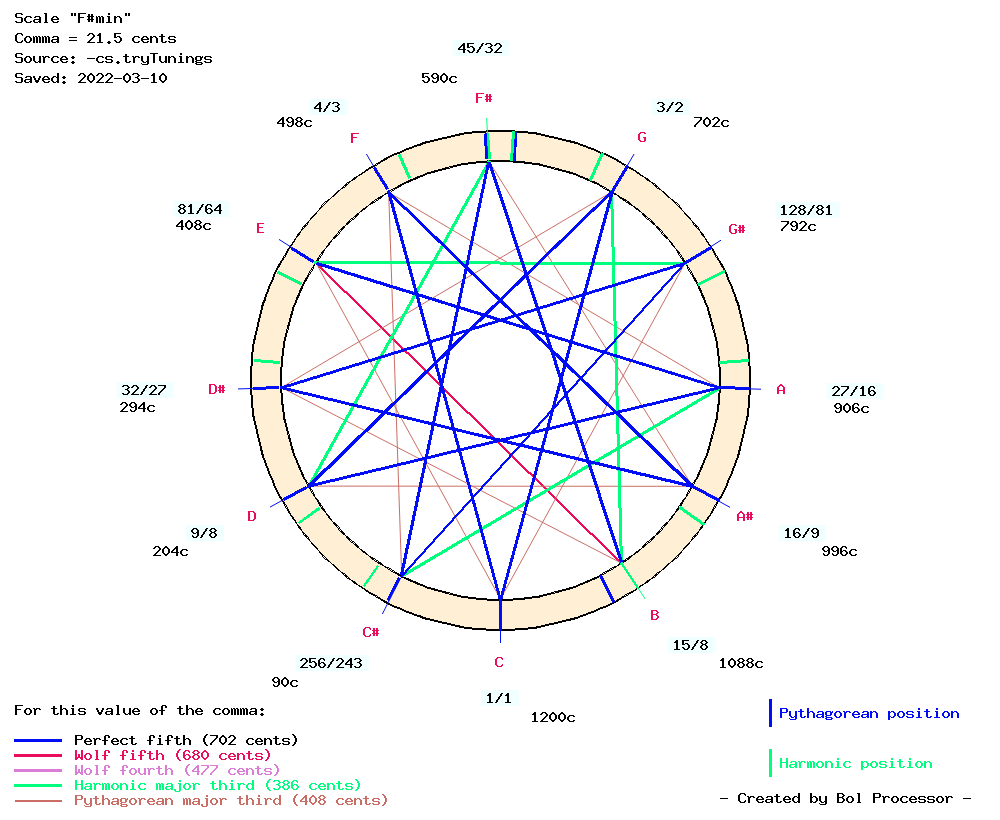 Scale "F#min"
Comma = 21.5 cents
Source: -cs.tryTunings
Saved: 2022-03-10
45/32
590c
F#
4/3
498c
F
3/2
702c
G
81/64
408c
E
128/81
792c
G#
32/27
294c
D#
A
27/16
906c
9/8
204c
D
A#
16/9
996c
C#
256/243
90c
C
1/1
1200c
B
15/8
1088c
For this value of the comma:
Perfect fifth (702 cents)
Wolf fifth (680 cents)
Wolf fourth (477 cents)
Harmonic major third (386 cents)
Pythagorean major third (408 cents)
Pythagorean position
Harmonic position
- Created by Bol Processor -